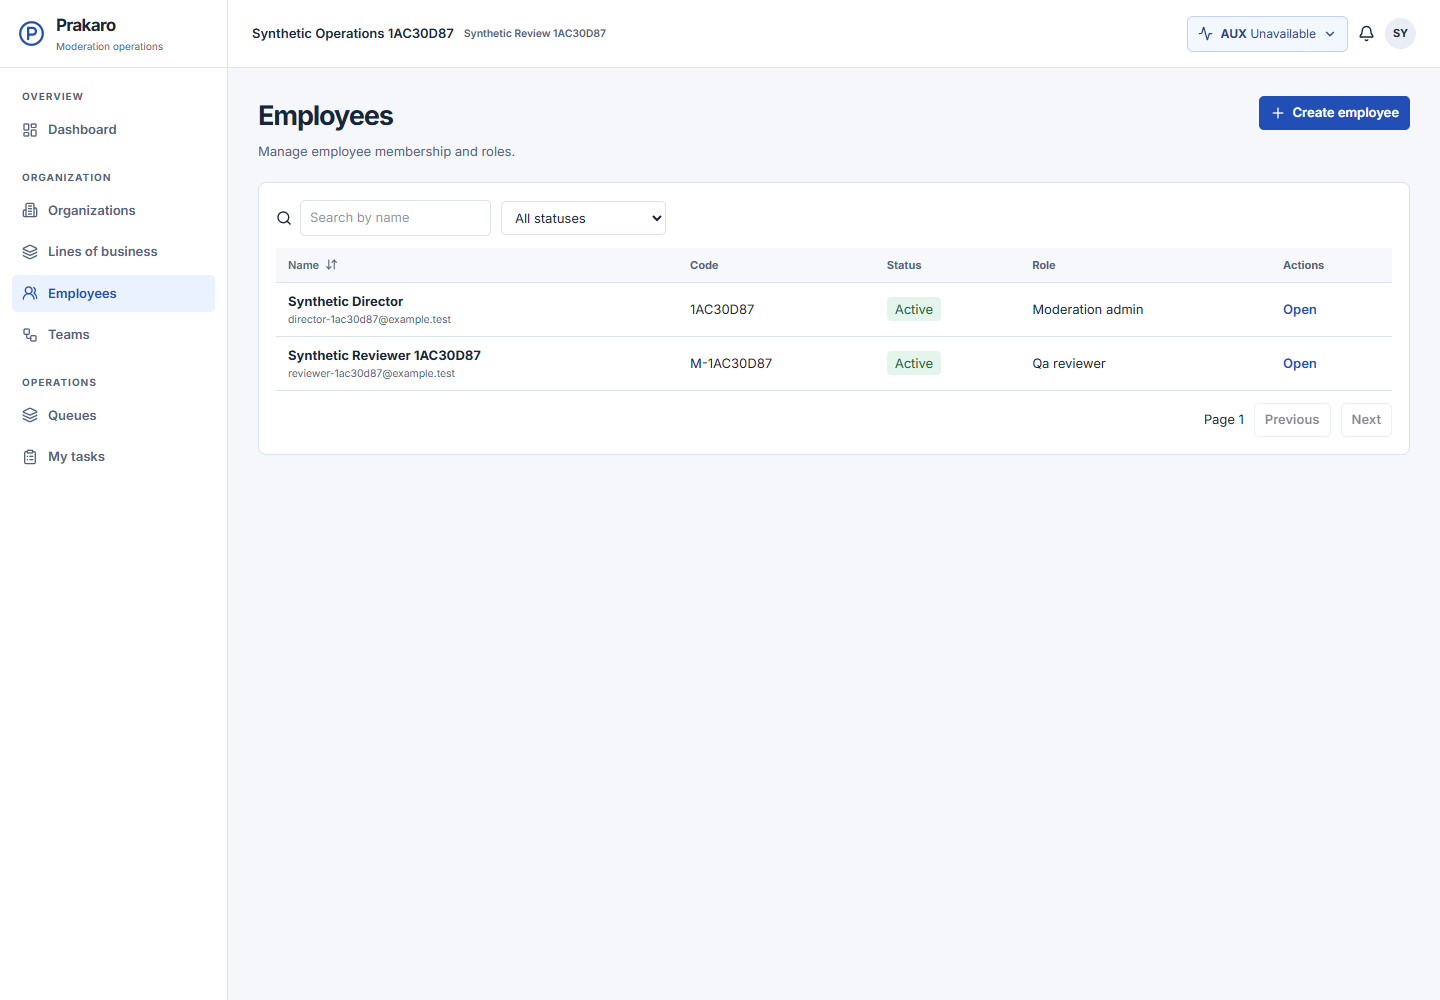 Prakaro
Moderation operations
Synthetic Operations 1AC30D87 Synthetic Review 1AC30D87
AUX Unavailable
SY
OVERVIEW
Dashboard
ORGANIZATION
Organizations
Lines of business
Employees
Teams
OPERATIONS
Queues
My tasks
Employees
Manage employee membership and roles.
Create employee
Search by name
All statuses
Name Code Status Role Actions
Synthetic Director
director-1ac30d87@example.test
1AC30D87 Active Moderation admin Open
Synthetic Reviewer 1AC30D87
reviewer-1ac30d87@example.test
M-1AC30D87 Active Qa reviewer Open
Page 1 Previous Next